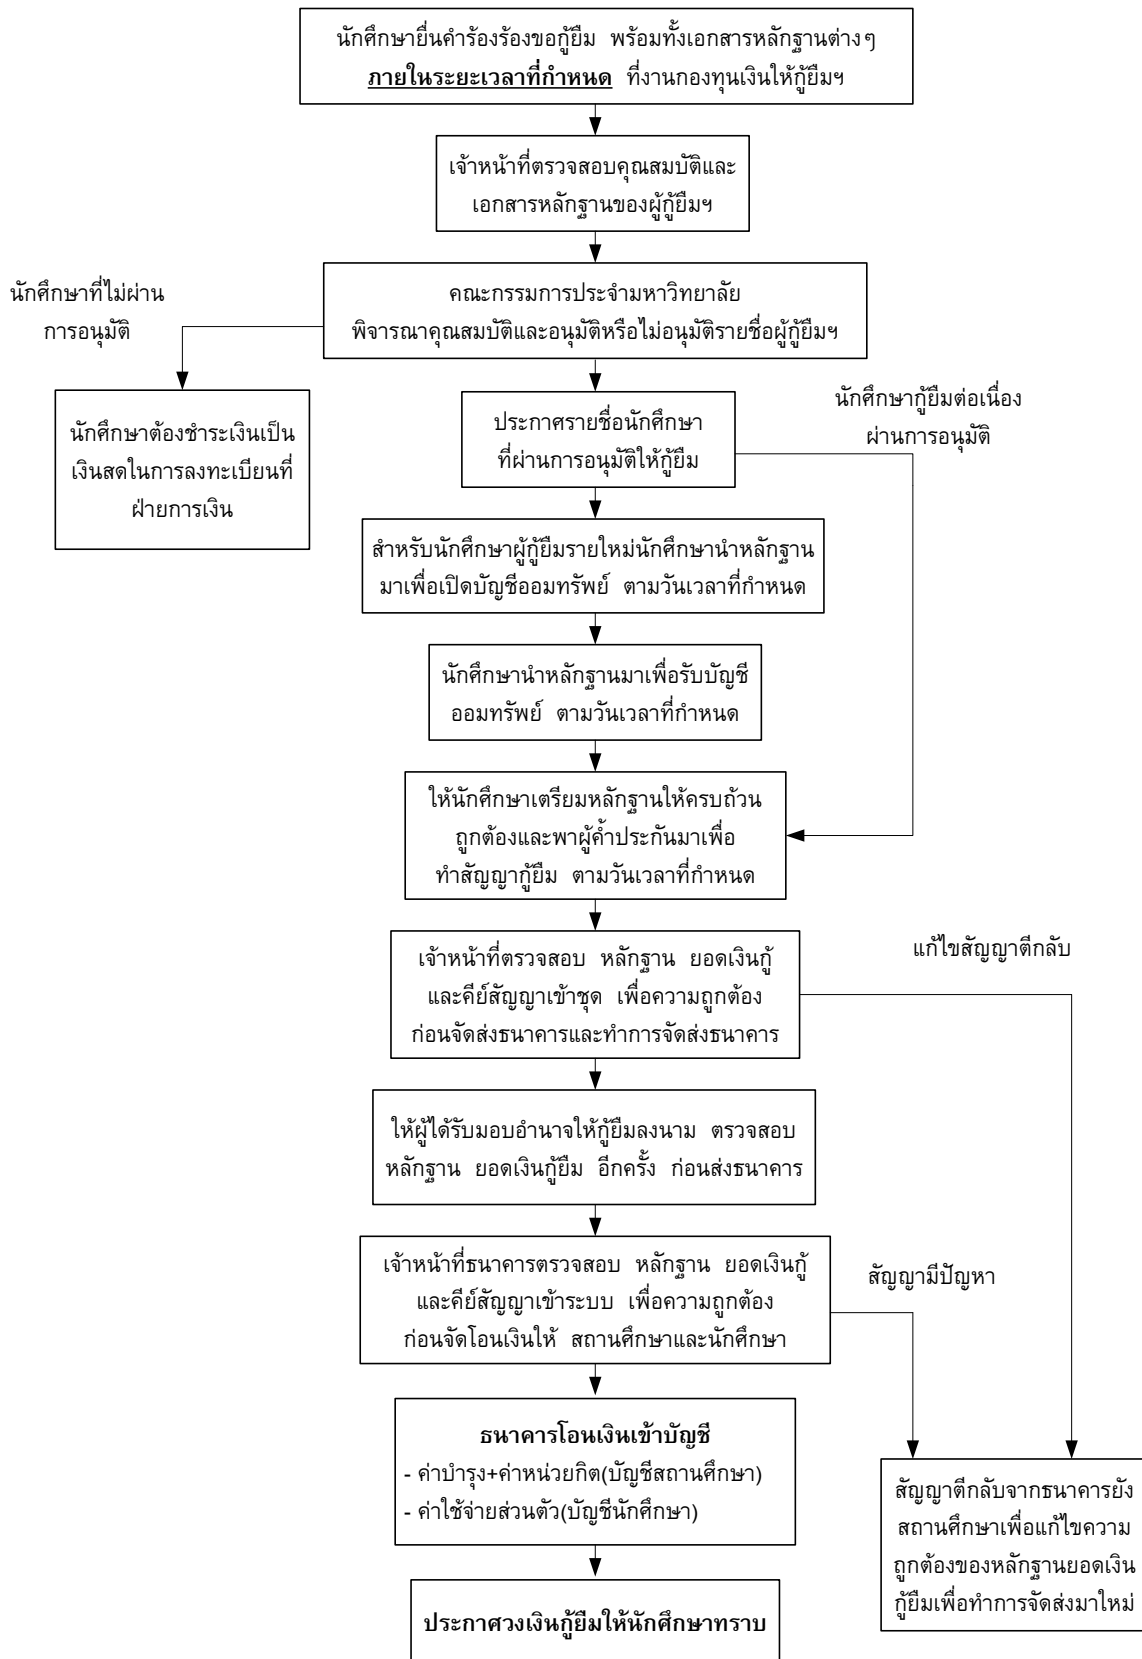 นักศึกษายื่นคำร้องร้องขอกู้ยืม พร้อมทั้งเอกสารหลักฐานต่างๆ
ภายในระยะเวลาที่กำหนด ที่งานกองทุนเงินให้กู้ยืมฯ
เจ้าหน้าที่ตรวจสอบคุณสมบัติและ
เอกสารหลักฐานของผู้กู้ยืมฯ
นักศึกษาที่ไม่ผ่าน
การอนุมัติ
คณะกรรมการประจำมหาวิทยาลัย
พิจารณาคุณสมบัติและอนุมัติหรือไม่อนุมัติรายชื่อผู้กู้ยืมฯ
นักศึกษาต้องชำระเงินเป็น
เงินสดในการลงทะเบียนที่
ฝ่ายการเงิน
ประกาศรายชื่อนักศึกษา
ที่ผ่านการอนุมัติให้กู้ยืม
นักศึกษากู้ยืมต่อเนื่อง
ผ่านการอนุมัติ
สำหรับนักศึกษาผู้กู้ยืมรายใหม่นักศึกษานำหลักฐาน
มาเพื่อเปิดบัญชีออมทรัพย์ ตามวันเวลาที่กำหนด
นักศึกษานำหลักฐานมาเพื่อรับบัญชี
ออมทรัพย์ ตามวันเวลาที่กำหนด
ให้นักศึกษาเตรียมหลักฐานให้ครบถ้วน
ถูกต้องและพาผู้ค้ำประกันมาเพื่อ
ทำสัญญากู้ยืม ตามวันเวลาที่กำหนด
เจ้าหน้าที่ตรวจสอบ หลักฐาน ยอดเงินกู้
และคีย์สัญญาเข้าชุด เพื่อความถูกต้อง
ก่อนจัดส่งธนาคารและทำการจัดส่งธนาคาร
แก้ไขสัญญาตีกลับ
ให้ผู้ได้รับมอบอำนาจให้กู้ยืมลงนาม ตรวจสอบ
หลักฐาน ยอดเงินกู้ยืม อีกครั้ง ก่อนส่งธนาคาร
เจ้าหน้าที่ธนาคารตรวจสอบ หลักฐาน ยอดเงินกู้
และคีย์สัญญาเข้าระบบ เพื่อความถูกต้อง
ก่อนจัดโอนเงินให้ สถานศึกษาและนักศึกษา
สัญญามีปัญหา
ธนาคารโอนเงินเข้าบัญชี
- ค่าบำรุง+ค่าหน่วยกิต(บัญชีสถานศึกษา)
- ค่าใช้จ่ายส่วนตัว(บัญชีนักศึกษา)
สัญญาตีกลับจากธนาคารยัง
สถานศึกษาเพื่อแก้ไขความ
ถูกต้องของหลักฐานยอดเงิน
กู้ยืมเพื่อทำการจัดส่งมาใหม่
ประกาศวงเงินกู้ยืมให้นักศึกษาทราบ